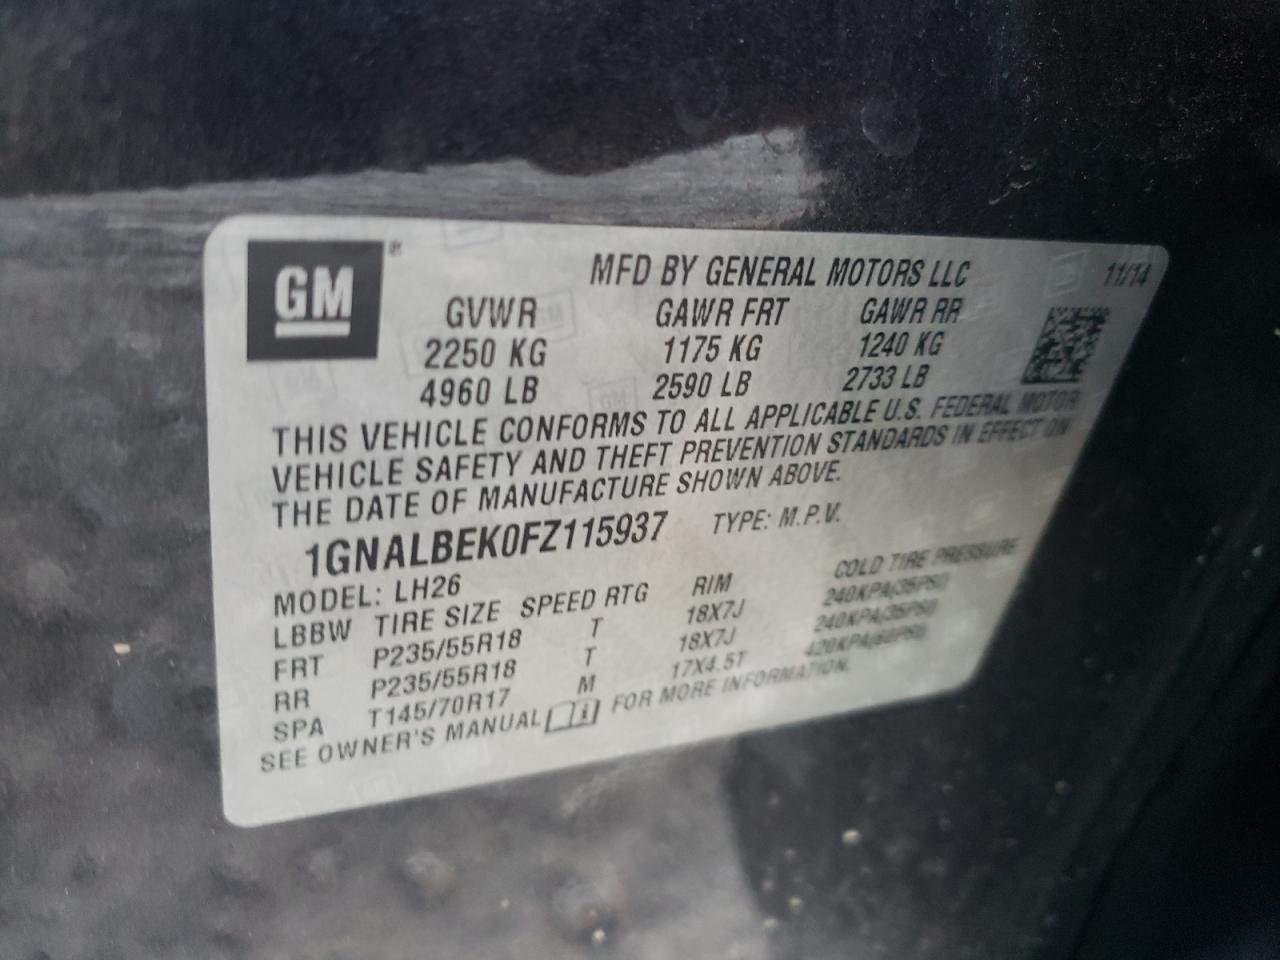 GM ®
MFD BY GENERAL MOTORS LLC 11/14
GVWR GAWR FRT GAWR RR
2250 KG 1175 KG 1240 KG
4960 LB 2590 LB 2733 LB
THIS VEHICLE CONFORMS TO ALL APPLICABLE U.S. FEDERAL MOTOR
VEHICLE SAFETY AND THEFT PREVENTION STANDARDS IN EFFECT ON
THE DATE OF MANUFACTURE SHOWN ABOVE.
1GNALBEK0FZ115937 TYPE: M.P.V.
MODEL: LH26
LBBW TIRE SIZE SPEED RTG RIM COLD TIRE PRESSURE
FRT P235/55R18 T 18X7J 240KPA(35PSI)
RR P235/55R18 T 18X7J 240KPA(35PSI)
SPA T145/70R17 M 17X4.5T 420KPA(60PSI)
SEE OWNER'S MANUAL FOR MORE INFORMATION.